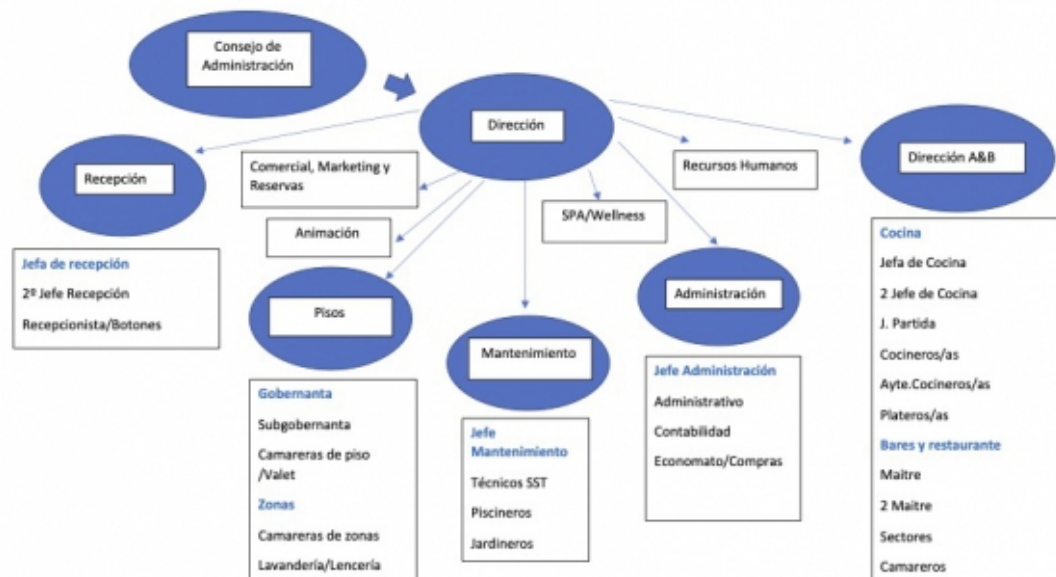 Consejo de
Administración
Dirección
Recepción
Comercial, Marketing y
Reservas
Recursos Humanos
Dirección A&B
Animación
SPA/Wellness
Jefa de recepción
2º Jefe Recepción
Recepcionista/Botones
Pisos
Gobernanta
Subgobernanta
Camareras de piso
/Valet
Zonas
Camareras de zonas
Lavandería/Lencería
Mantenimiento
Jefe
Mantenimiento
Técnicos SST
Piscineros
Jardineros
Administración
Jefe Administración
Administrativo
Contabilidad
Economato/Compras
Cocina
Jefa de Cocina
2 Jefe de Cocina
J. Partida
Cocineros/as
Ayte.Cocineros/as
Plateros/as
Bares y restaurante
Maitre
2 Maitre
Sectores
Camareros